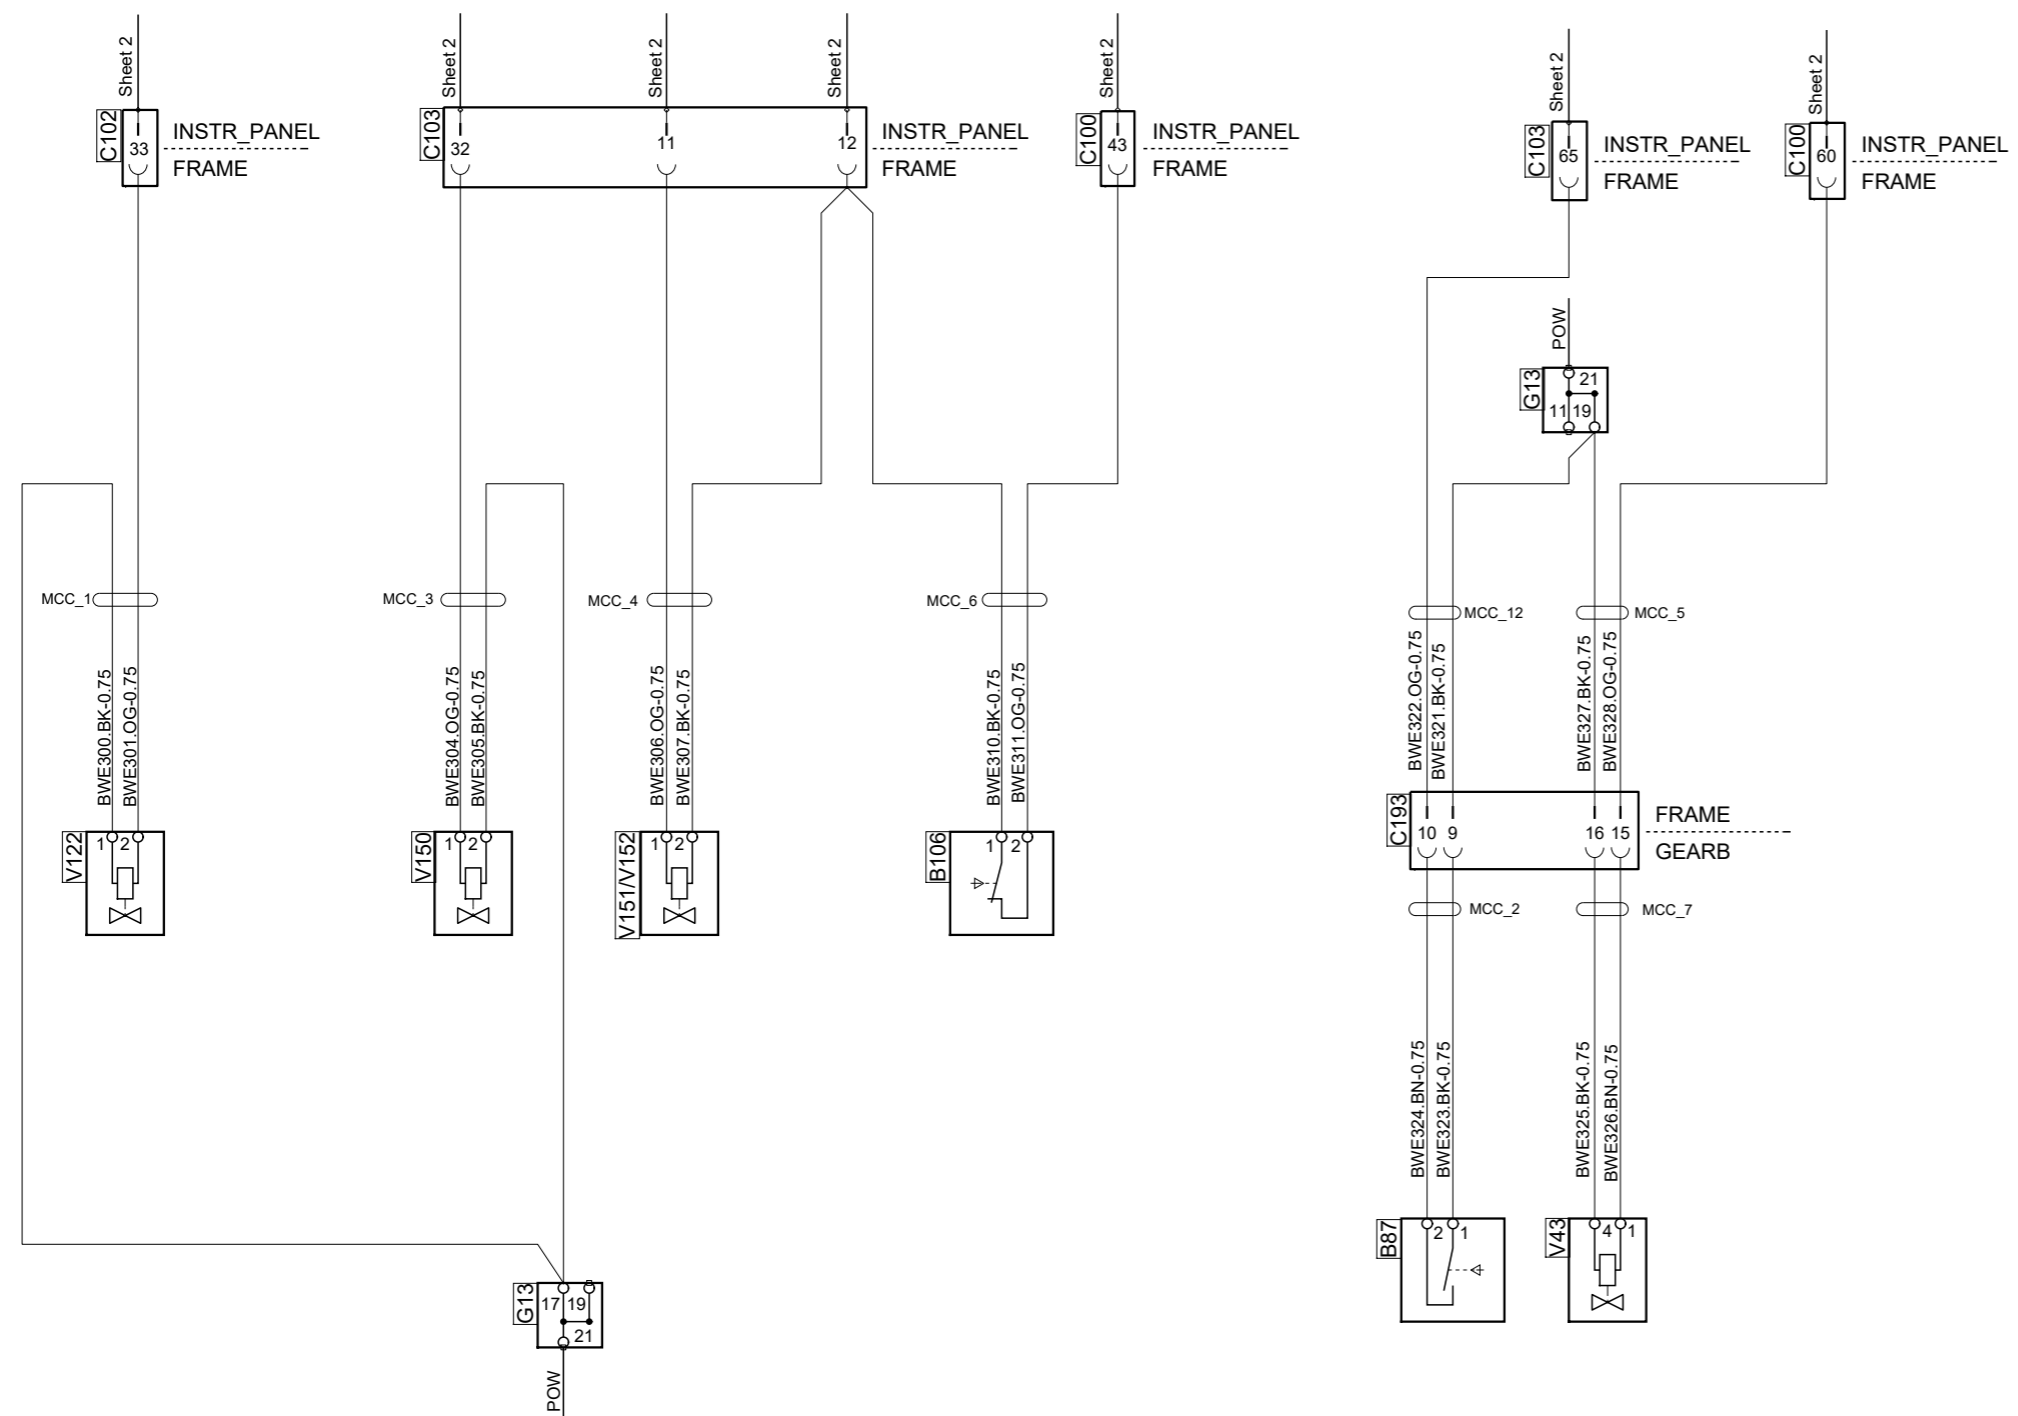 Sheet 2
Sheet 2
Sheet 2
Sheet 2
Sheet 2
Sheet 2
Sheet 2
C102
33
INSTR_PANEL
FRAME
C103
32
11
12
INSTR_PANEL
FRAME
C100
43
INSTR_PANEL
FRAME
C103
65
INSTR_PANEL
FRAME
C100
60
INSTR_PANEL
FRAME
POW
G13
21
11 19
MCC_1
MCC_3
MCC_4
MCC_6
MCC_12
MCC_5
BWE300.BK-0.75
BWE301.OG-0.75
BWE304.OG-0.75
BWE305.BK-0.75
BWE306.OG-0.75
BWE307.BK-0.75
BWE310.BK-0.75
BWE311.OG-0.75
BWE322.OG-0.75
BWE321.BK-0.75
BWE327.BK-0.75
BWE328.OG-0.75
V122
1 2
V150
1 2
V151/V152
1 2
B106
1 2
C193
10 9
16 15
FRAME
GEARB
MCC_2
MCC_7
BWE324.BN-0.75
BWE323.BK-0.75
BWE325.BK-0.75
BWE326.BN-0.75
B87
2 1
V43
4 1
G13
17 19
21
POW